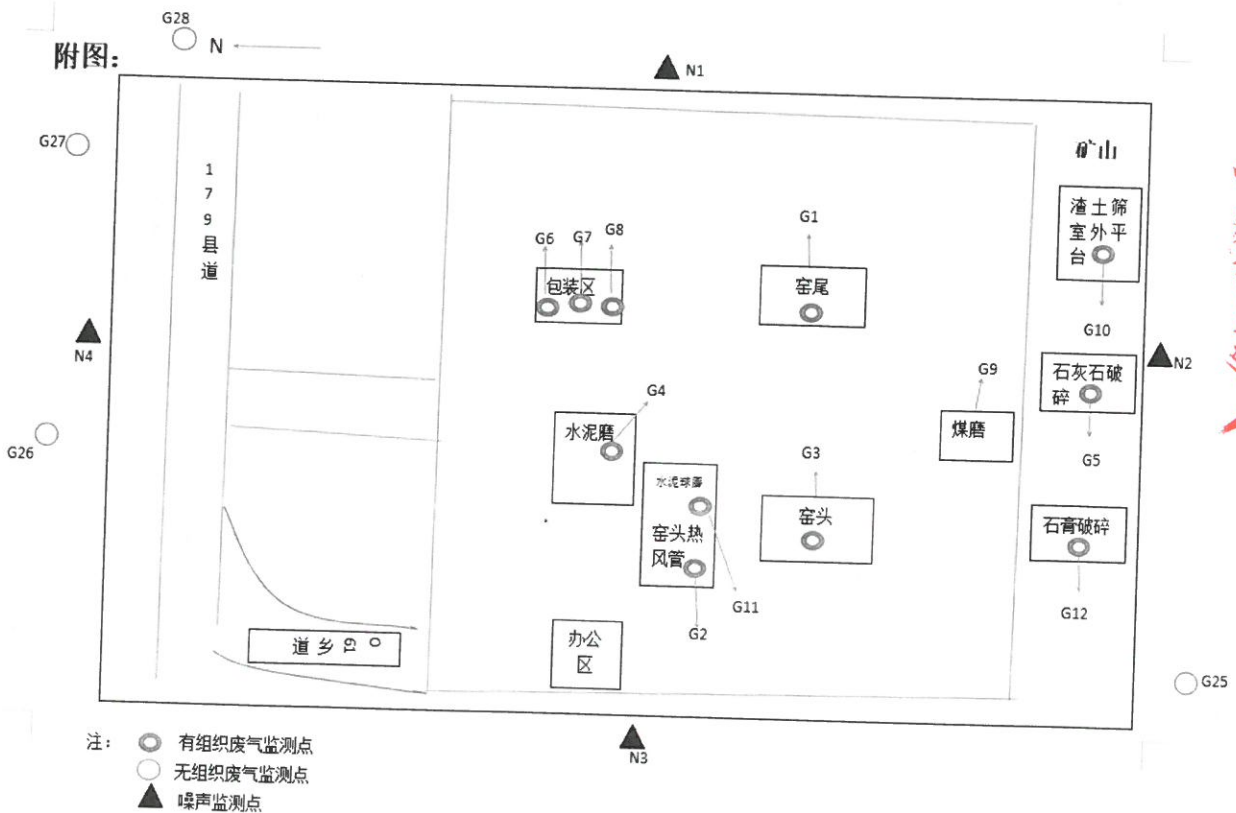 附图：
G28
N
N1
G27
179县道
矿山
渣土筛
室外平
台
G10
G1
窑尾
G6
G7
G8
包装区
N4
N2
石灰石破
碎
G5
G9
煤磨
G4
水泥磨
G26
G3
窑头
水泥球磨
窑头热
风管
G11
G2
石膏破碎
G12
办公
区
道乡
G25
N3
注：
有组织废气监测点
无组织废气监测点
噪声监测点